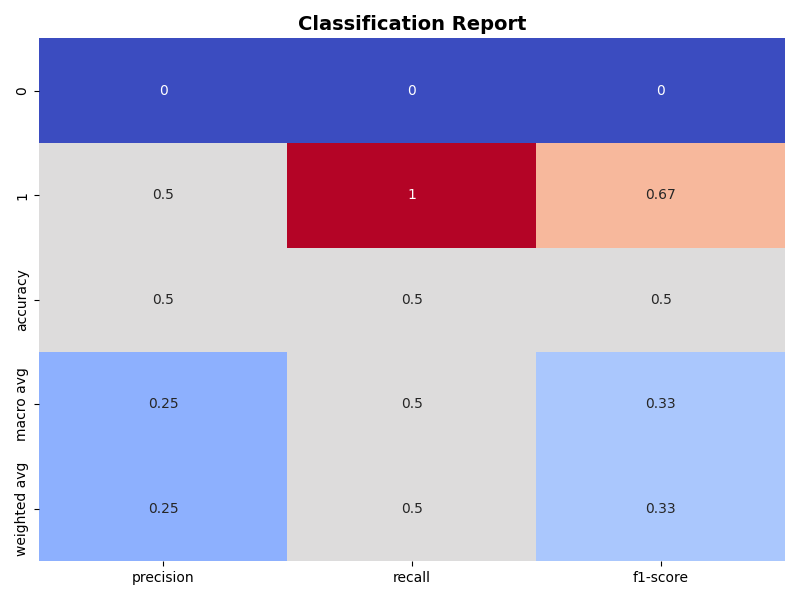 Classification Report
0 0 0 0
1 0.5 1 0.67
accuracy 0.5 0.5 0.5
macro avg 0.25 0.5 0.33
weighted avg 0.25 0.5 0.33
precision recall f1-score